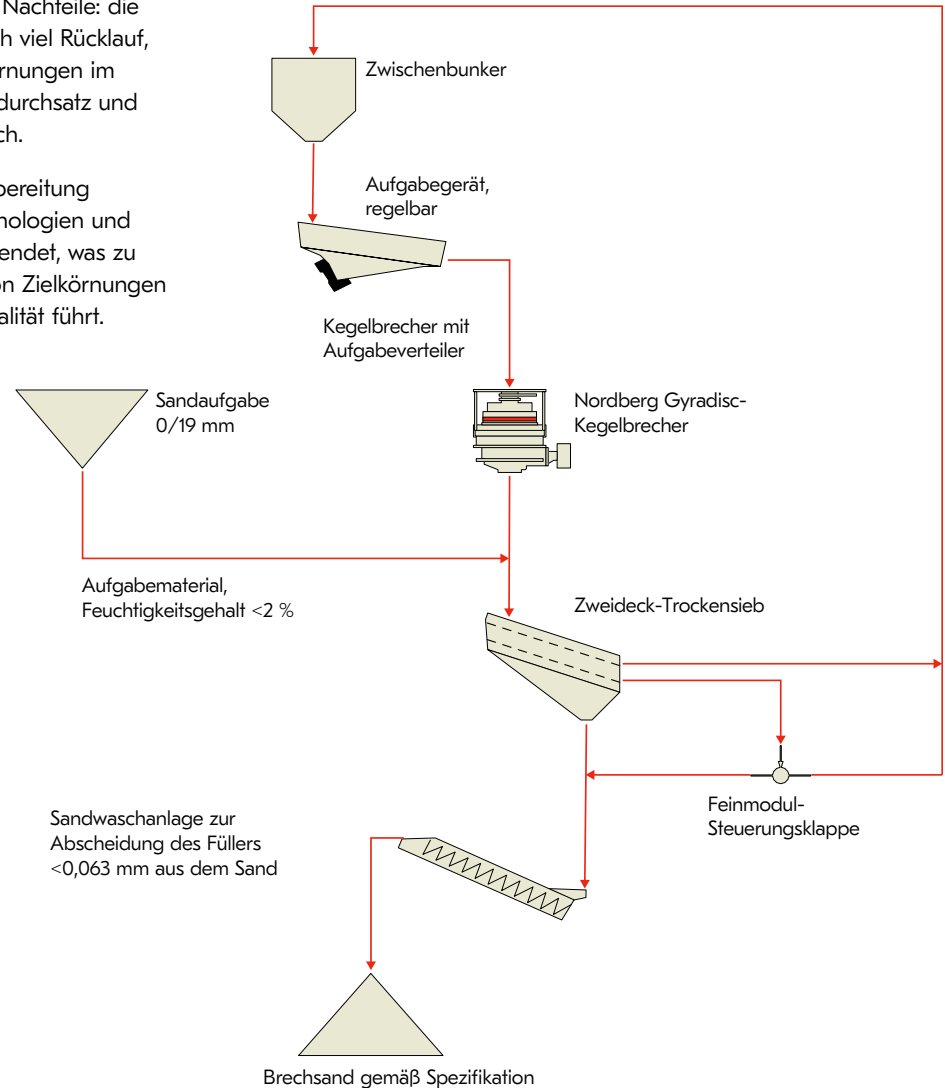 Nachteile: die
h viel Rücklauf,
rnungen im
durchsatz und
ch.
bereitung
nologien und
endet, was zu
on Zielkörnungen
alität führt.
Zwischenbunker
Aufgabegerät,
regelbar
Kegelbrecher mit
Aufgabeverteiler
Sandaufgabe
0/19 mm
Nordberg Gyradisc-
Kegelbrecher
Aufgabematerial,
Feuchtigkeitsgehalt <2 %
Zweideck-Trockensieb
Feinmodul-
Steuerungsklappe
Sandwaschanlage zur
Abscheidung des Füllers
<0,063 mm aus dem Sand
Brechsand gemäß Spezifikation